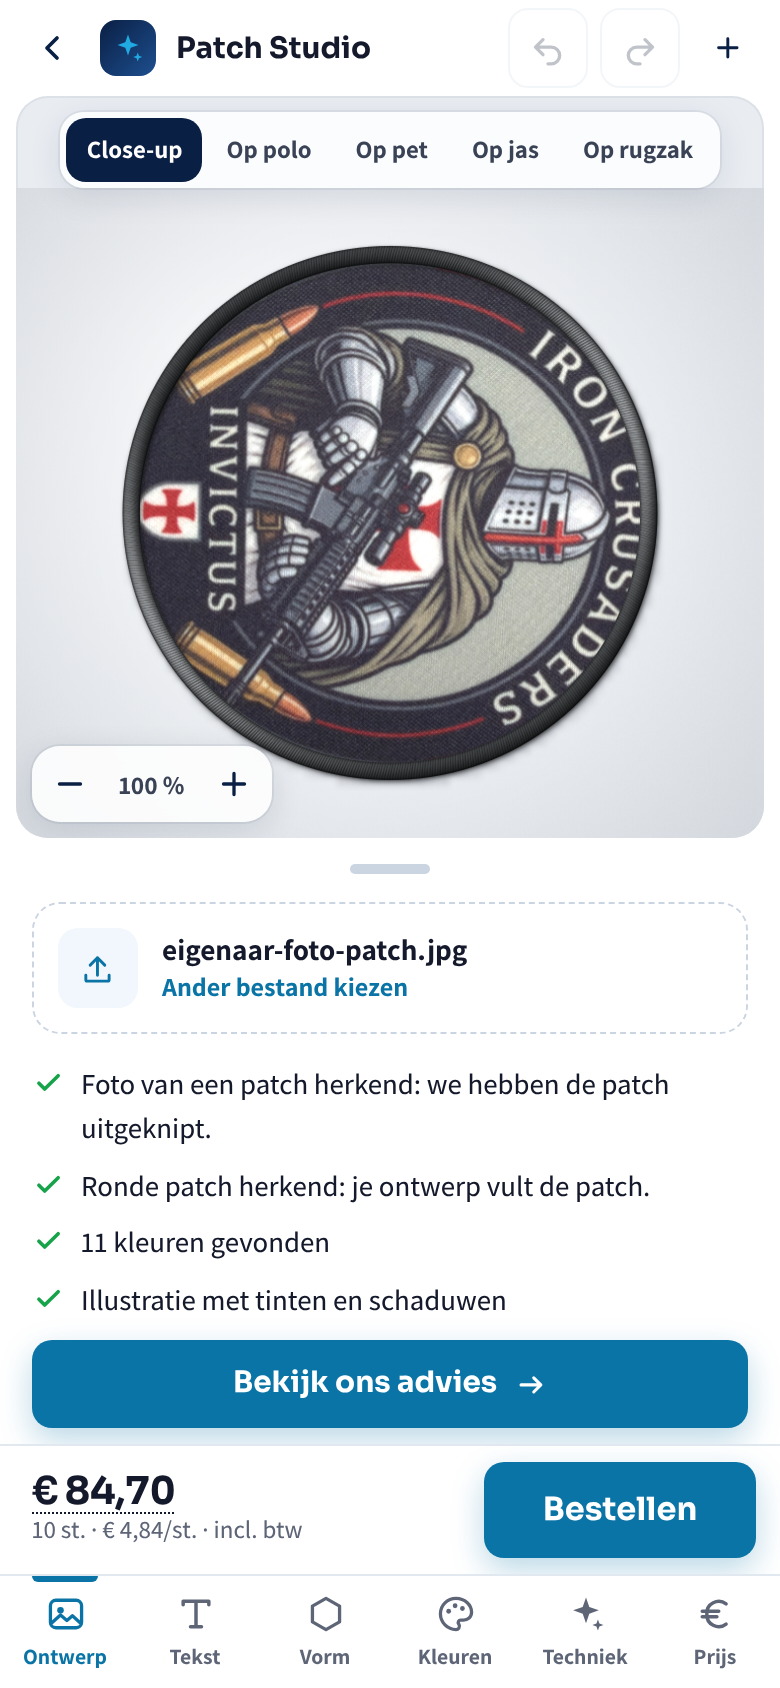 Patch Studio
Close-up
Op polo
Op pet
Op jas
Op rugzak
IRON CRUSADERS
INVICTUS
100 %
eigenaar-foto-patch.jpg
Ander bestand kiezen
Foto van een patch herkend: we hebben de patch
uitgeknipt.
Ronde patch herkend: je ontwerp vult de patch.
11 kleuren gevonden
Illustratie met tinten en schaduwen
Bekijk ons advies →
€ 84,70
10 st. · € 4,84/st. · incl. btw
Bestellen
Ontwerp
Tekst
Vorm
Kleuren
Techniek
Prijs